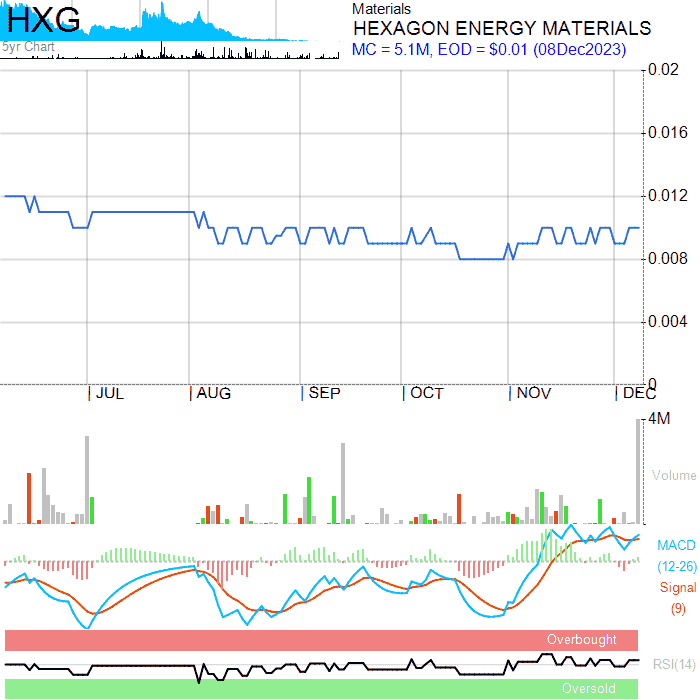 HXG
5yr Chart
Materials
HEXAGON ENERGY MATERIALS
MC = 5.1M, EOD = $0.01 (08Dec2023)
0.02
0.016
0.012
0.008
0.004
0
JUL AUG SEP OCT NOV DEC
4M
Volume
MACD
(12-26)
Signal
(9)
Overbought
RSI(14)
Oversold